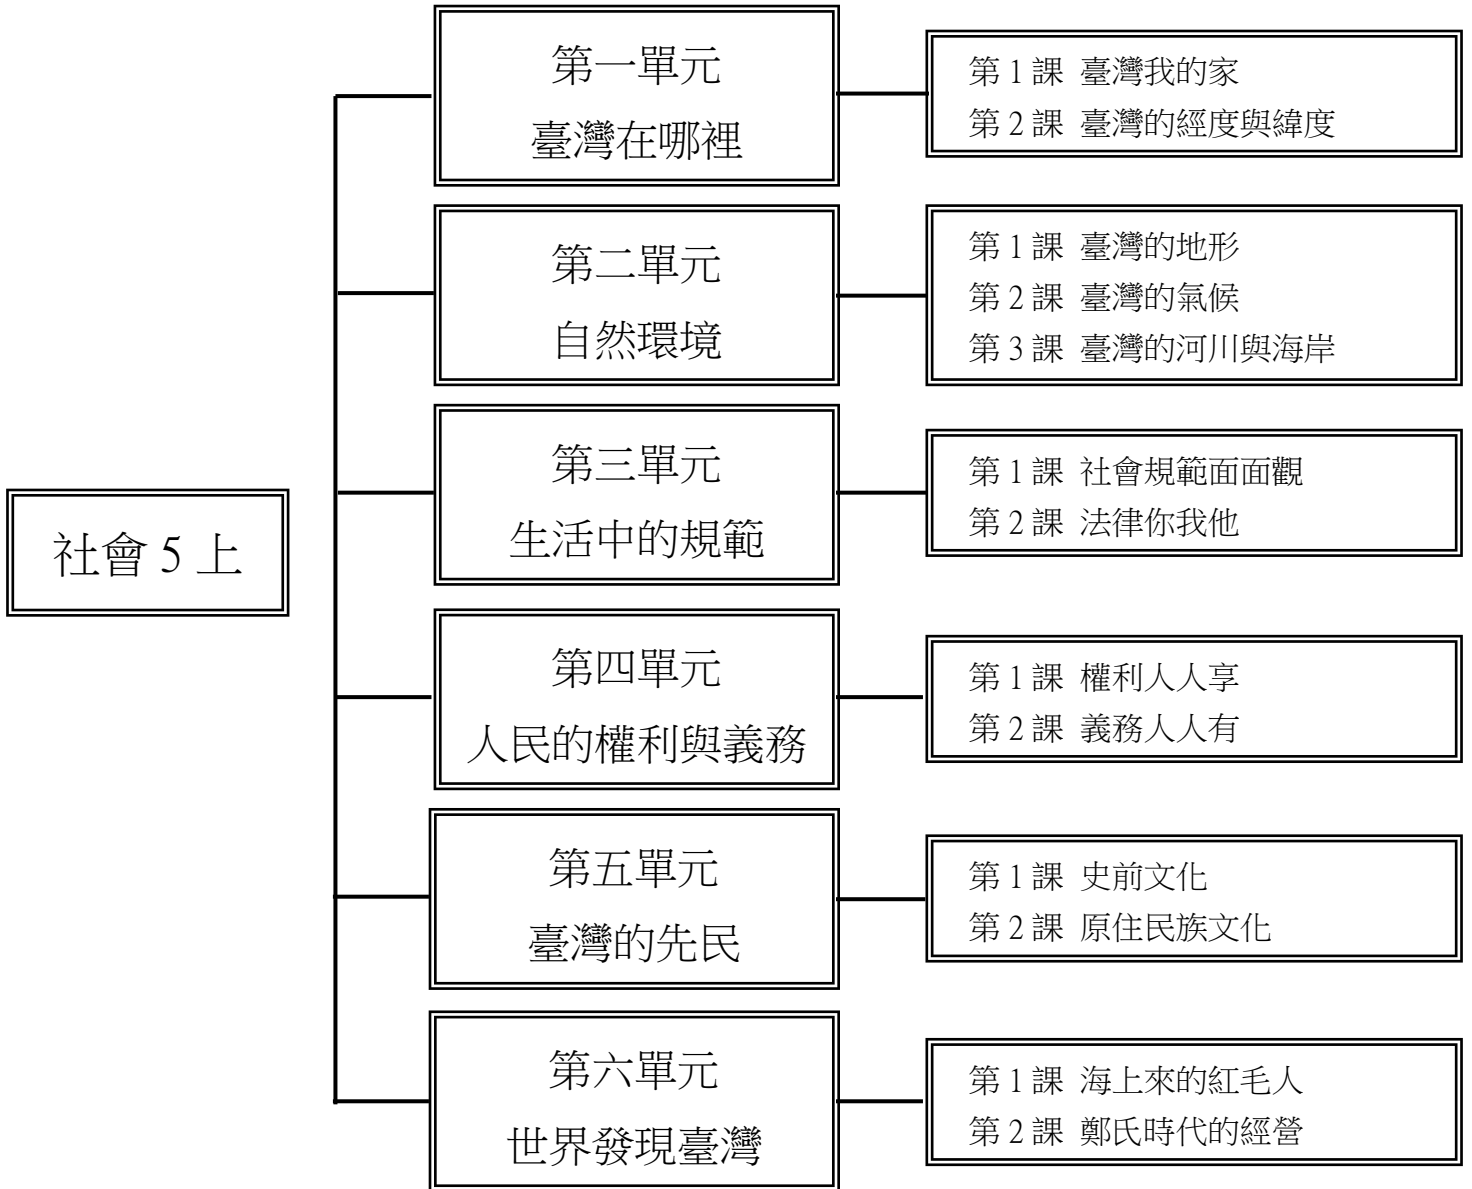 社會 5 上
第一單元
臺灣在哪裡
第 1 課 臺灣我的家
第 2 課 臺灣的經度與緯度
第二單元
自然環境
第 1 課 臺灣的地形
第 2 課 臺灣的氣候
第 3 課 臺灣的河川與海岸
第三單元
生活中的規範
第 1 課 社會規範面面觀
第 2 課 法律你我他
第四單元
人民的權利與義務
第 1 課 權利人人享
第 2 課 義務人人有
第五單元
臺灣的先民
第 1 課 史前文化
第 2 課 原住民族文化
第六單元
世界發現臺灣
第 1 課 海上來的紅毛人
第 2 課 鄭氏時代的經營